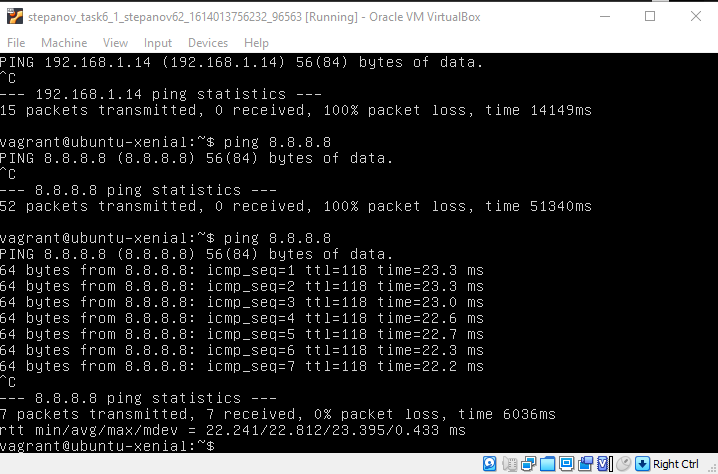 stepanov_task6_1_stepanov62_1614013756232_96563 [Running] - Oracle VM VirtualBox
File Machine View Input Devices Help
PING 192.168.1.14 (192.168.1.14) 56(84) bytes of data.
^C
--- 192.168.1.14 ping statistics ---
15 packets transmitted, 0 received, 100% packet loss, time 14149ms
vagrant@ubuntu-xenial:~$ ping 8.8.8.8
PING 8.8.8.8 (8.8.8.8) 56(84) bytes of data.
^C
--- 8.8.8.8 ping statistics ---
52 packets transmitted, 0 received, 100% packet loss, time 51340ms
vagrant@ubuntu-xenial:~$ ping 8.8.8.8
PING 8.8.8.8 (8.8.8.8) 56(84) bytes of data.
64 bytes from 8.8.8.8: icmp_seq=1 ttl=118 time=23.3 ms
64 bytes from 8.8.8.8: icmp_seq=2 ttl=118 time=23.3 ms
64 bytes from 8.8.8.8: icmp_seq=3 ttl=118 time=23.0 ms
64 bytes from 8.8.8.8: icmp_seq=4 ttl=118 time=22.6 ms
64 bytes from 8.8.8.8: icmp_seq=5 ttl=118 time=22.7 ms
64 bytes from 8.8.8.8: icmp_seq=6 ttl=118 time=22.3 ms
64 bytes from 8.8.8.8: icmp_seq=7 ttl=118 time=22.2 ms
^C
--- 8.8.8.8 ping statistics ---
7 packets transmitted, 7 received, 0% packet loss, time 6036ms
rtt min/avg/max/mdev = 22.241/22.812/23.395/0.433 ms
vagrant@ubuntu-xenial:~$
Right Ctrl